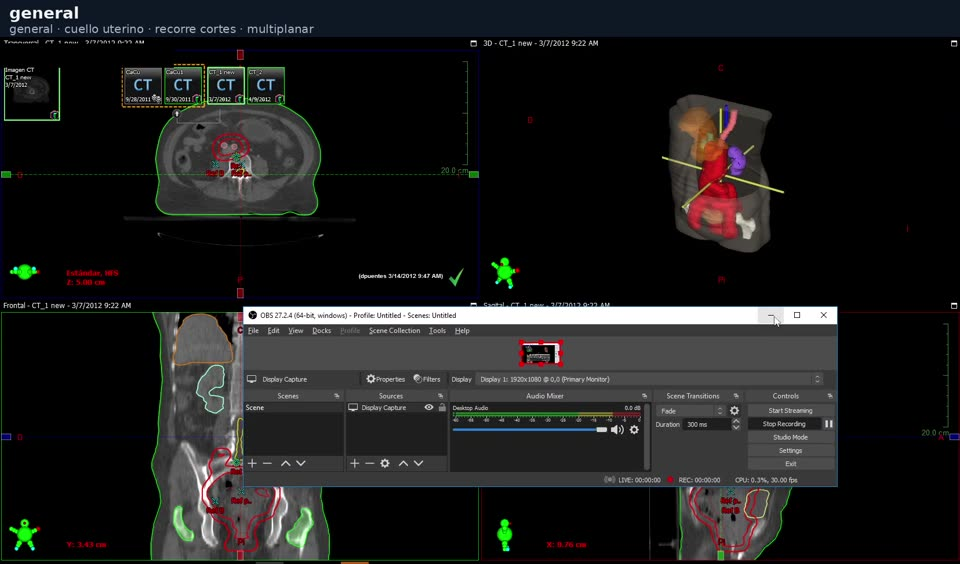 general
general · cuello uterino · recorre cortes · multiplanar
Transversal - CT_1 new - 3/7/2012 9:22 AM
3D - CT_1 new - 3/7/2012 9:22 AM
Imagen CT
CT_1 new
3/7/2012
CaCu
CT
9/28/2011
CaCu1
CT
9/30/2011
CT_1 new
CT
3/7/2012
CT_2
CT
4/9/2012
20.0 cm
Estándar, HFS
Z: 5.00 cm
(dpuentes 3/14/2012 9:47 AM)
Frontal - CT_1 new - 3/7/2012 9:22 AM
Sagital - CT_1 new - 3/7/2012 9:22 AM
OBS 27.2.4 (64-bit, windows) - Profile: Untitled - Scenes: Untitled
File Edit View Docks Profile Scene Collection Tools Help
Display Capture Properties Filters Display Display 1: 1920x1080 @ 0,0 (Primary Monitor)
Scenes Sources Audio Mixer Scene Transitions Controls
Scene
Display Capture
Desktop Audio 0.0 dB
Fade
Duration 300 ms
Start Streaming
Stop Recording
Studio Mode
Settings
Exit
LIVE: 00:00:00 REC: 00:00:00 CPU: 0.3%, 30.00 fps
20.0 cm
Y: 3.43 cm
X: 0.76 cm